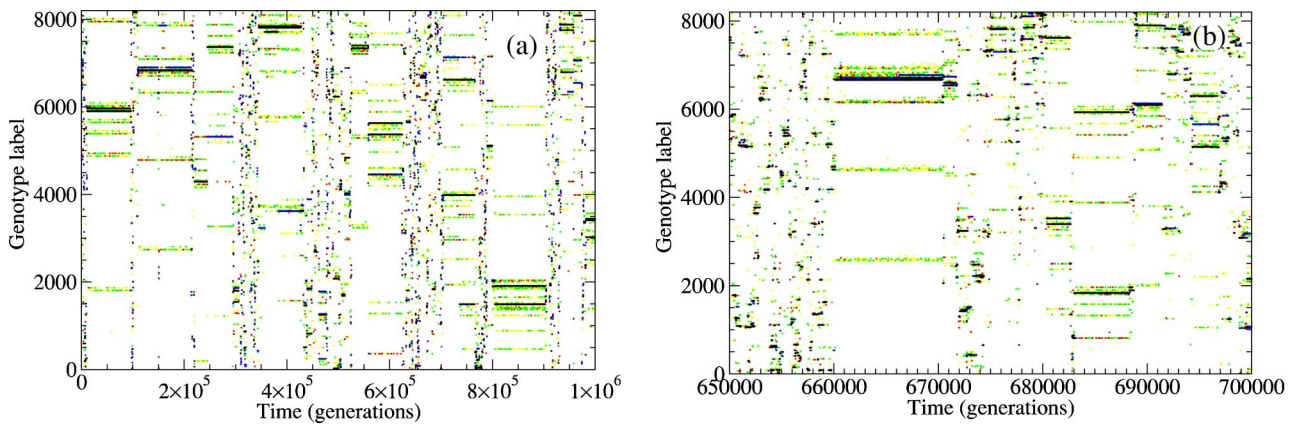 (a)
Genotype label
8000
6000
4000
2000
0
0 2×10^5 4×10^5 6×10^5 8×10^5 1×10^6
Time (generations)
(b)
Genotype label
8000
6000
4000
2000
0
650000 660000 670000 680000 690000 700000
Time (generations)